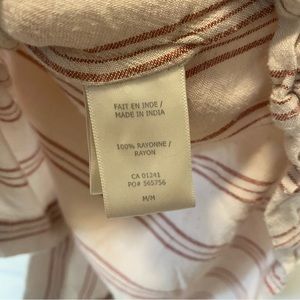 FAIT EN INDE /
MADE IN INDIA
100% RAYONNE /
RAYON
CA 01241
PO# 565756
M/M